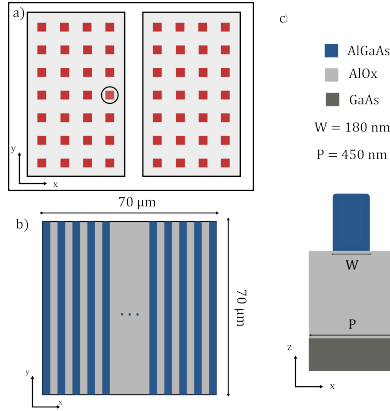 a)
y
x
b)
70 μm
70 μm
...
y
x
c)
AlGaAs
AlOx
GaAs
W = 180 nm
P = 450 nm
W
P
z
x